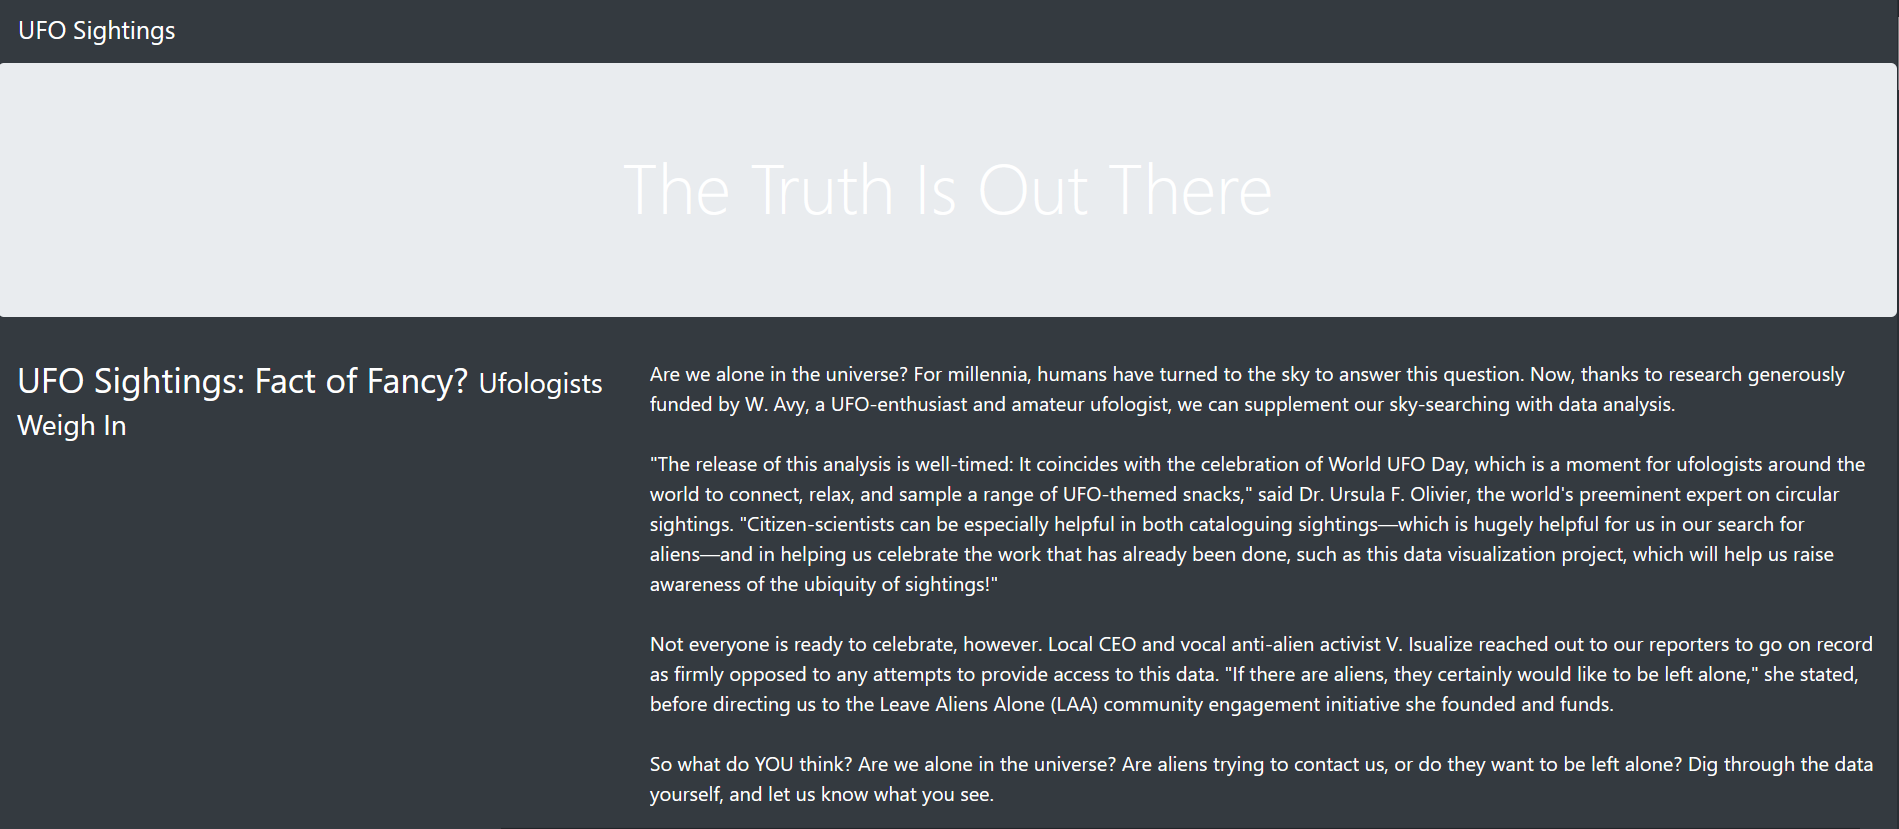 UFO Sightings
The Truth Is Out There
UFO Sightings: Fact of Fancy? Ufologists
Weigh In
Are we alone in the universe? For millennia, humans have turned to the sky to answer this question. Now, thanks to research generously
funded by W. Avy, a UFO-enthusiast and amateur ufologist, we can supplement our sky-searching with data analysis.
"The release of this analysis is well-timed: It coincides with the celebration of World UFO Day, which is a moment for ufologists around the
world to connect, relax, and sample a range of UFO-themed snacks," said Dr. Ursula F. Olivier, the world's preeminent expert on circular
sightings. "Citizen-scientists can be especially helpful in both cataloguing sightings—which is hugely helpful for us in our search for
aliens—and in helping us celebrate the work that has already been done, such as this data visualization project, which will help us raise
awareness of the ubiquity of sightings!"
Not everyone is ready to celebrate, however. Local CEO and vocal anti-alien activist V. Isualize reached out to our reporters to go on record
as firmly opposed to any attempts to provide access to this data. "If there are aliens, they certainly would like to be left alone," she stated,
before directing us to the Leave Aliens Alone (LAA) community engagement initiative she founded and funds.
So what do YOU think? Are we alone in the universe? Are aliens trying to contact us, or do they want to be left alone? Dig through the data
yourself, and let us know what you see.